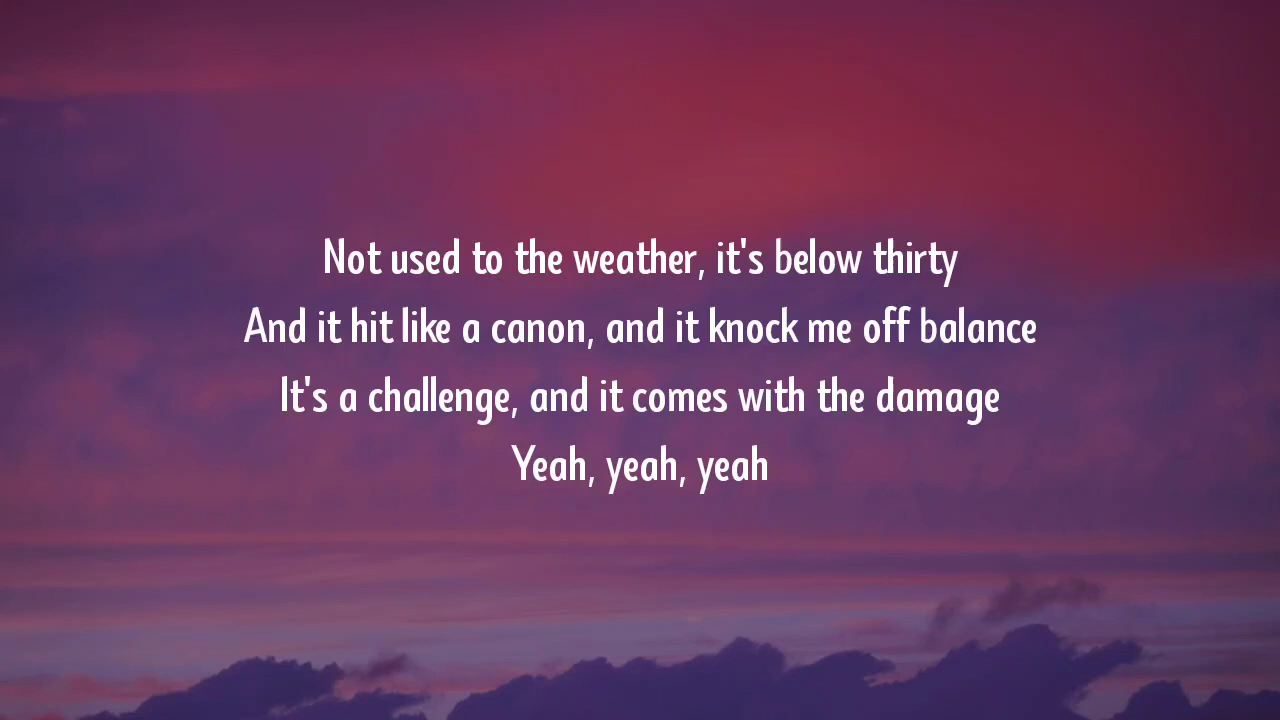 Not used to the weather, it's below thirty
And it hit like a canon, and it knock me off balance
It's a challenge, and it comes with the damage
Yeah, yeah, yeah